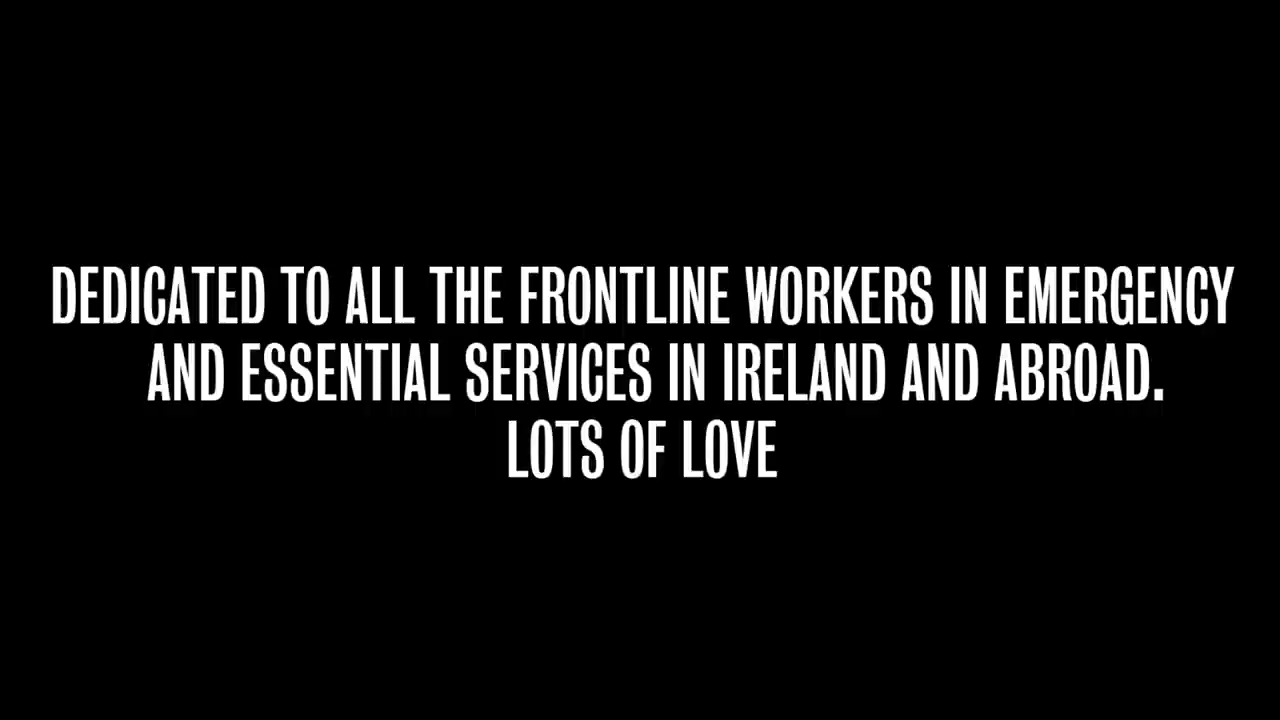 DEDICATED TO ALL THE FRONTLINE WORKERS IN EMERGENCY
AND ESSENTIAL SERVICES IN IRELAND AND ABROAD.
LOTS OF LOVE